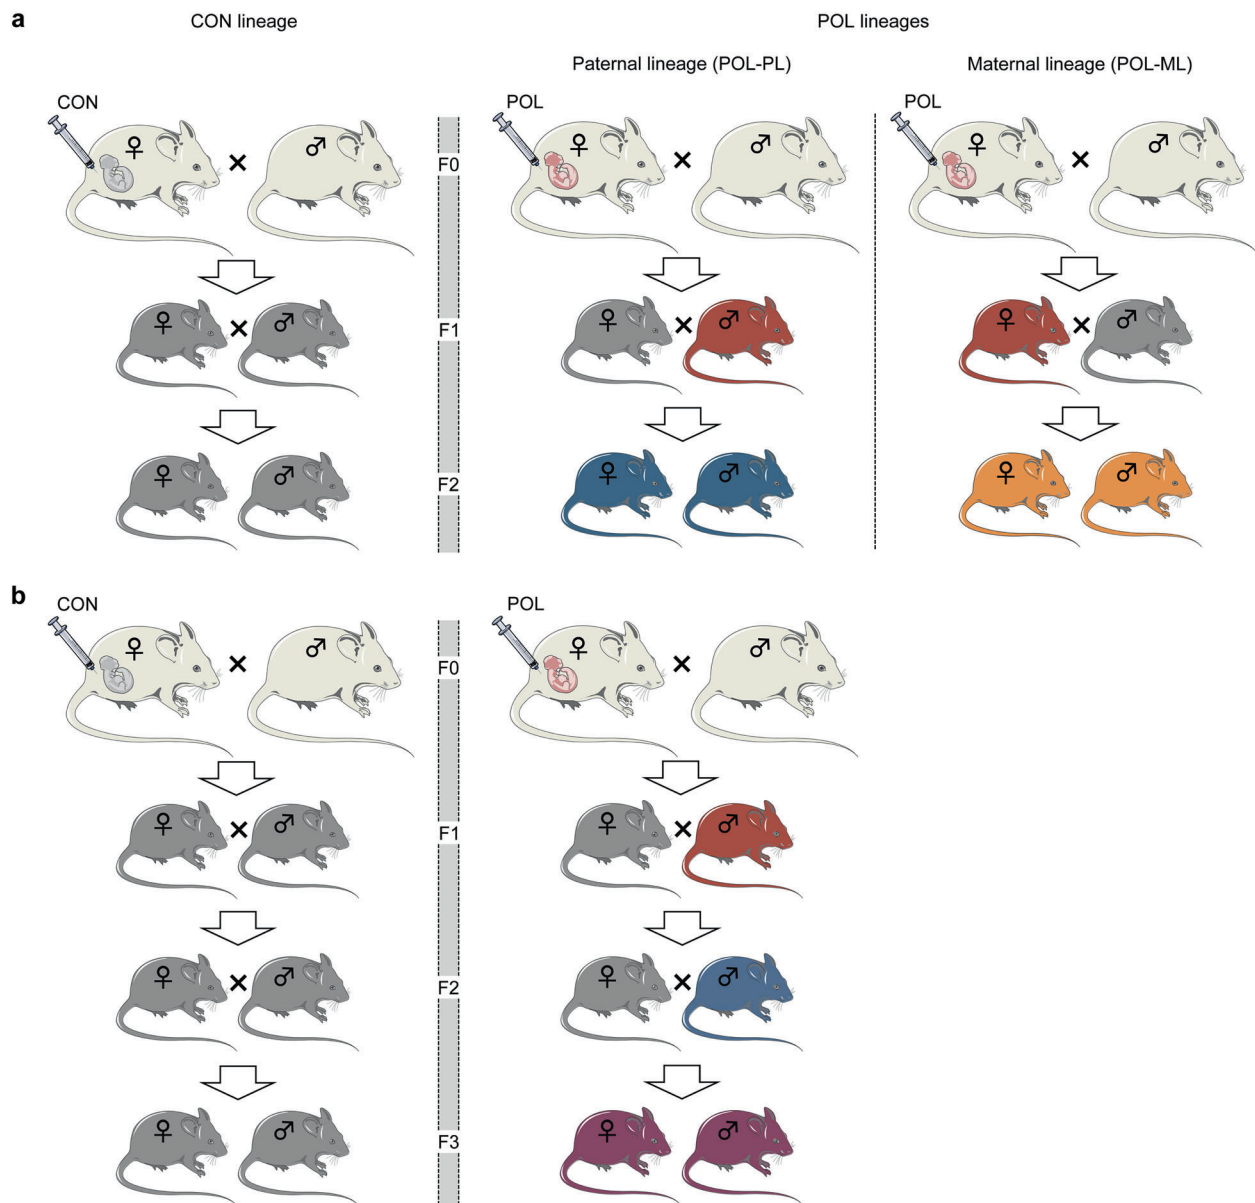 a
CON lineage
POL lineages
Paternal lineage (POL-PL)
Maternal lineage (POL-ML)
CON
POL
POL
♀ × ♂
F0
♀ × ♂
♀ × ♂
♀ × ♂
F1
♀ × ♂
♀ × ♂
♀ ♂
F2
♀ ♂
♀ ♂
b
CON
POL
♀ × ♂
F0
♀ × ♂
♀ × ♂
F1
♀ × ♂
♀ × ♂
F2
♀ × ♂
♀ ♂
F3
♀ ♂